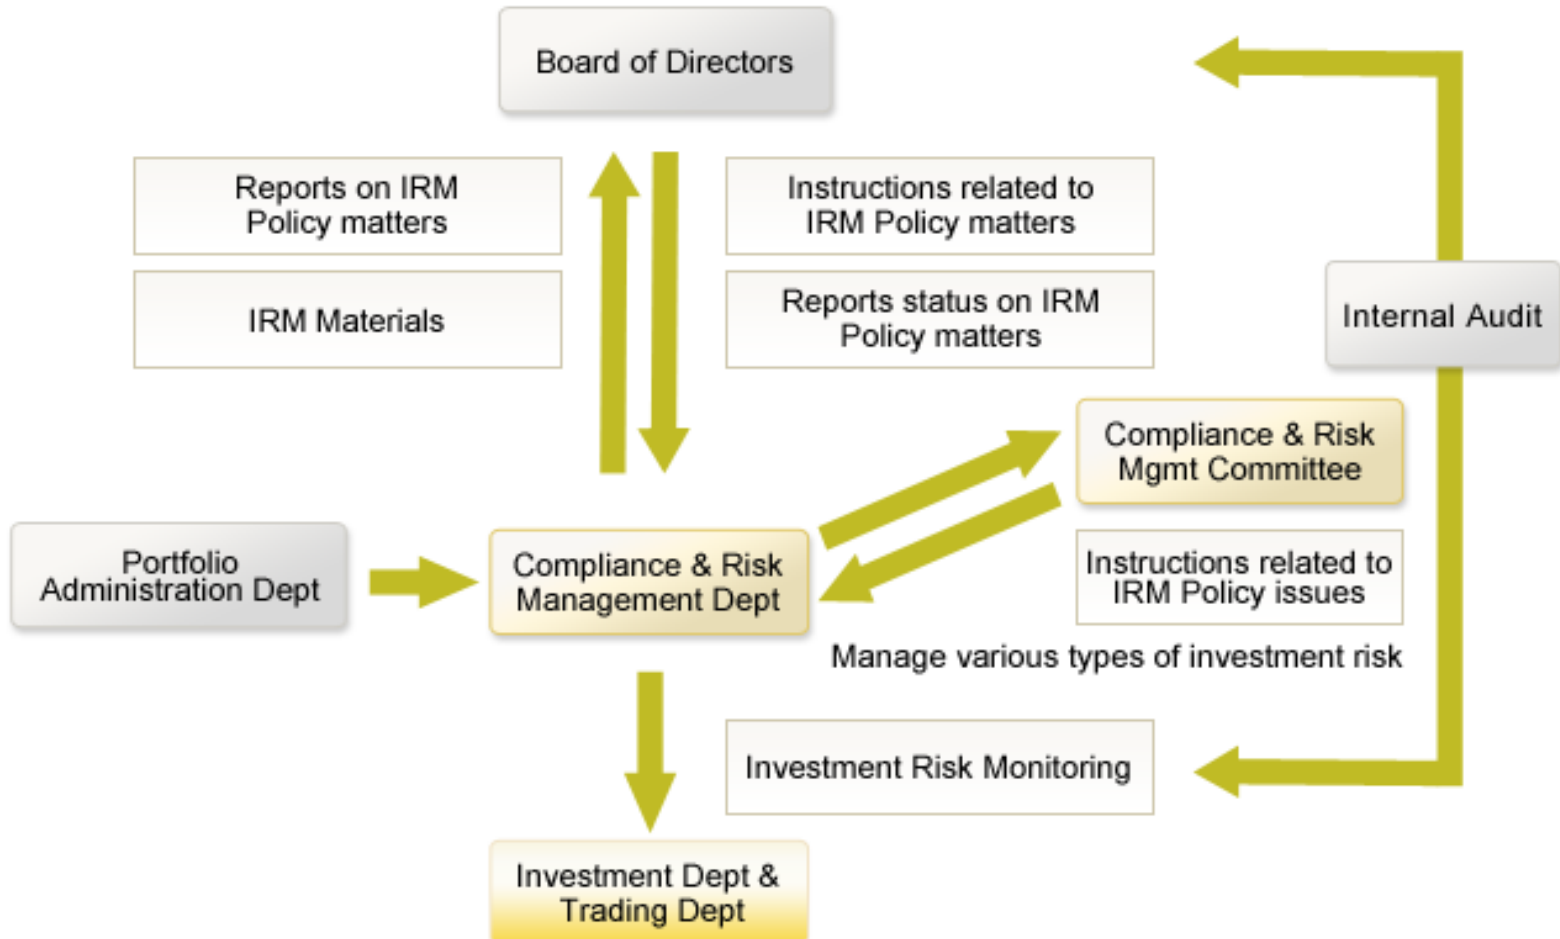 Board of Directors
Reports on IRM
Policy matters
Instructions related to
IRM Policy matters
IRM Materials
Reports status on IRM
Policy matters
Internal Audit
Compliance & Risk
Mgmt Committee
Portfolio
Administration Dept
Compliance & Risk
Management Dept
Instructions related to
IRM Policy issues
Manage various types of investment risk
Investment Risk Monitoring
Investment Dept &
Trading Dept